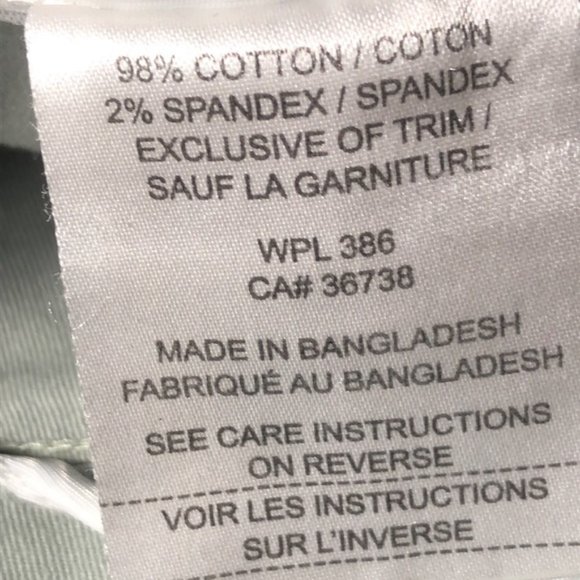 98% COTTON / COTON
2% SPANDEX / SPANDEX
EXCLUSIVE OF TRIM /
SAUF LA GARNITURE
WPL 386
CA# 36738
MADE IN BANGLADESH
FABRIQUÉ AU BANGLADESH
SEE CARE INSTRUCTIONS
ON REVERSE
VOIR LES INSTRUCTIONS
SUR L'INVERSE